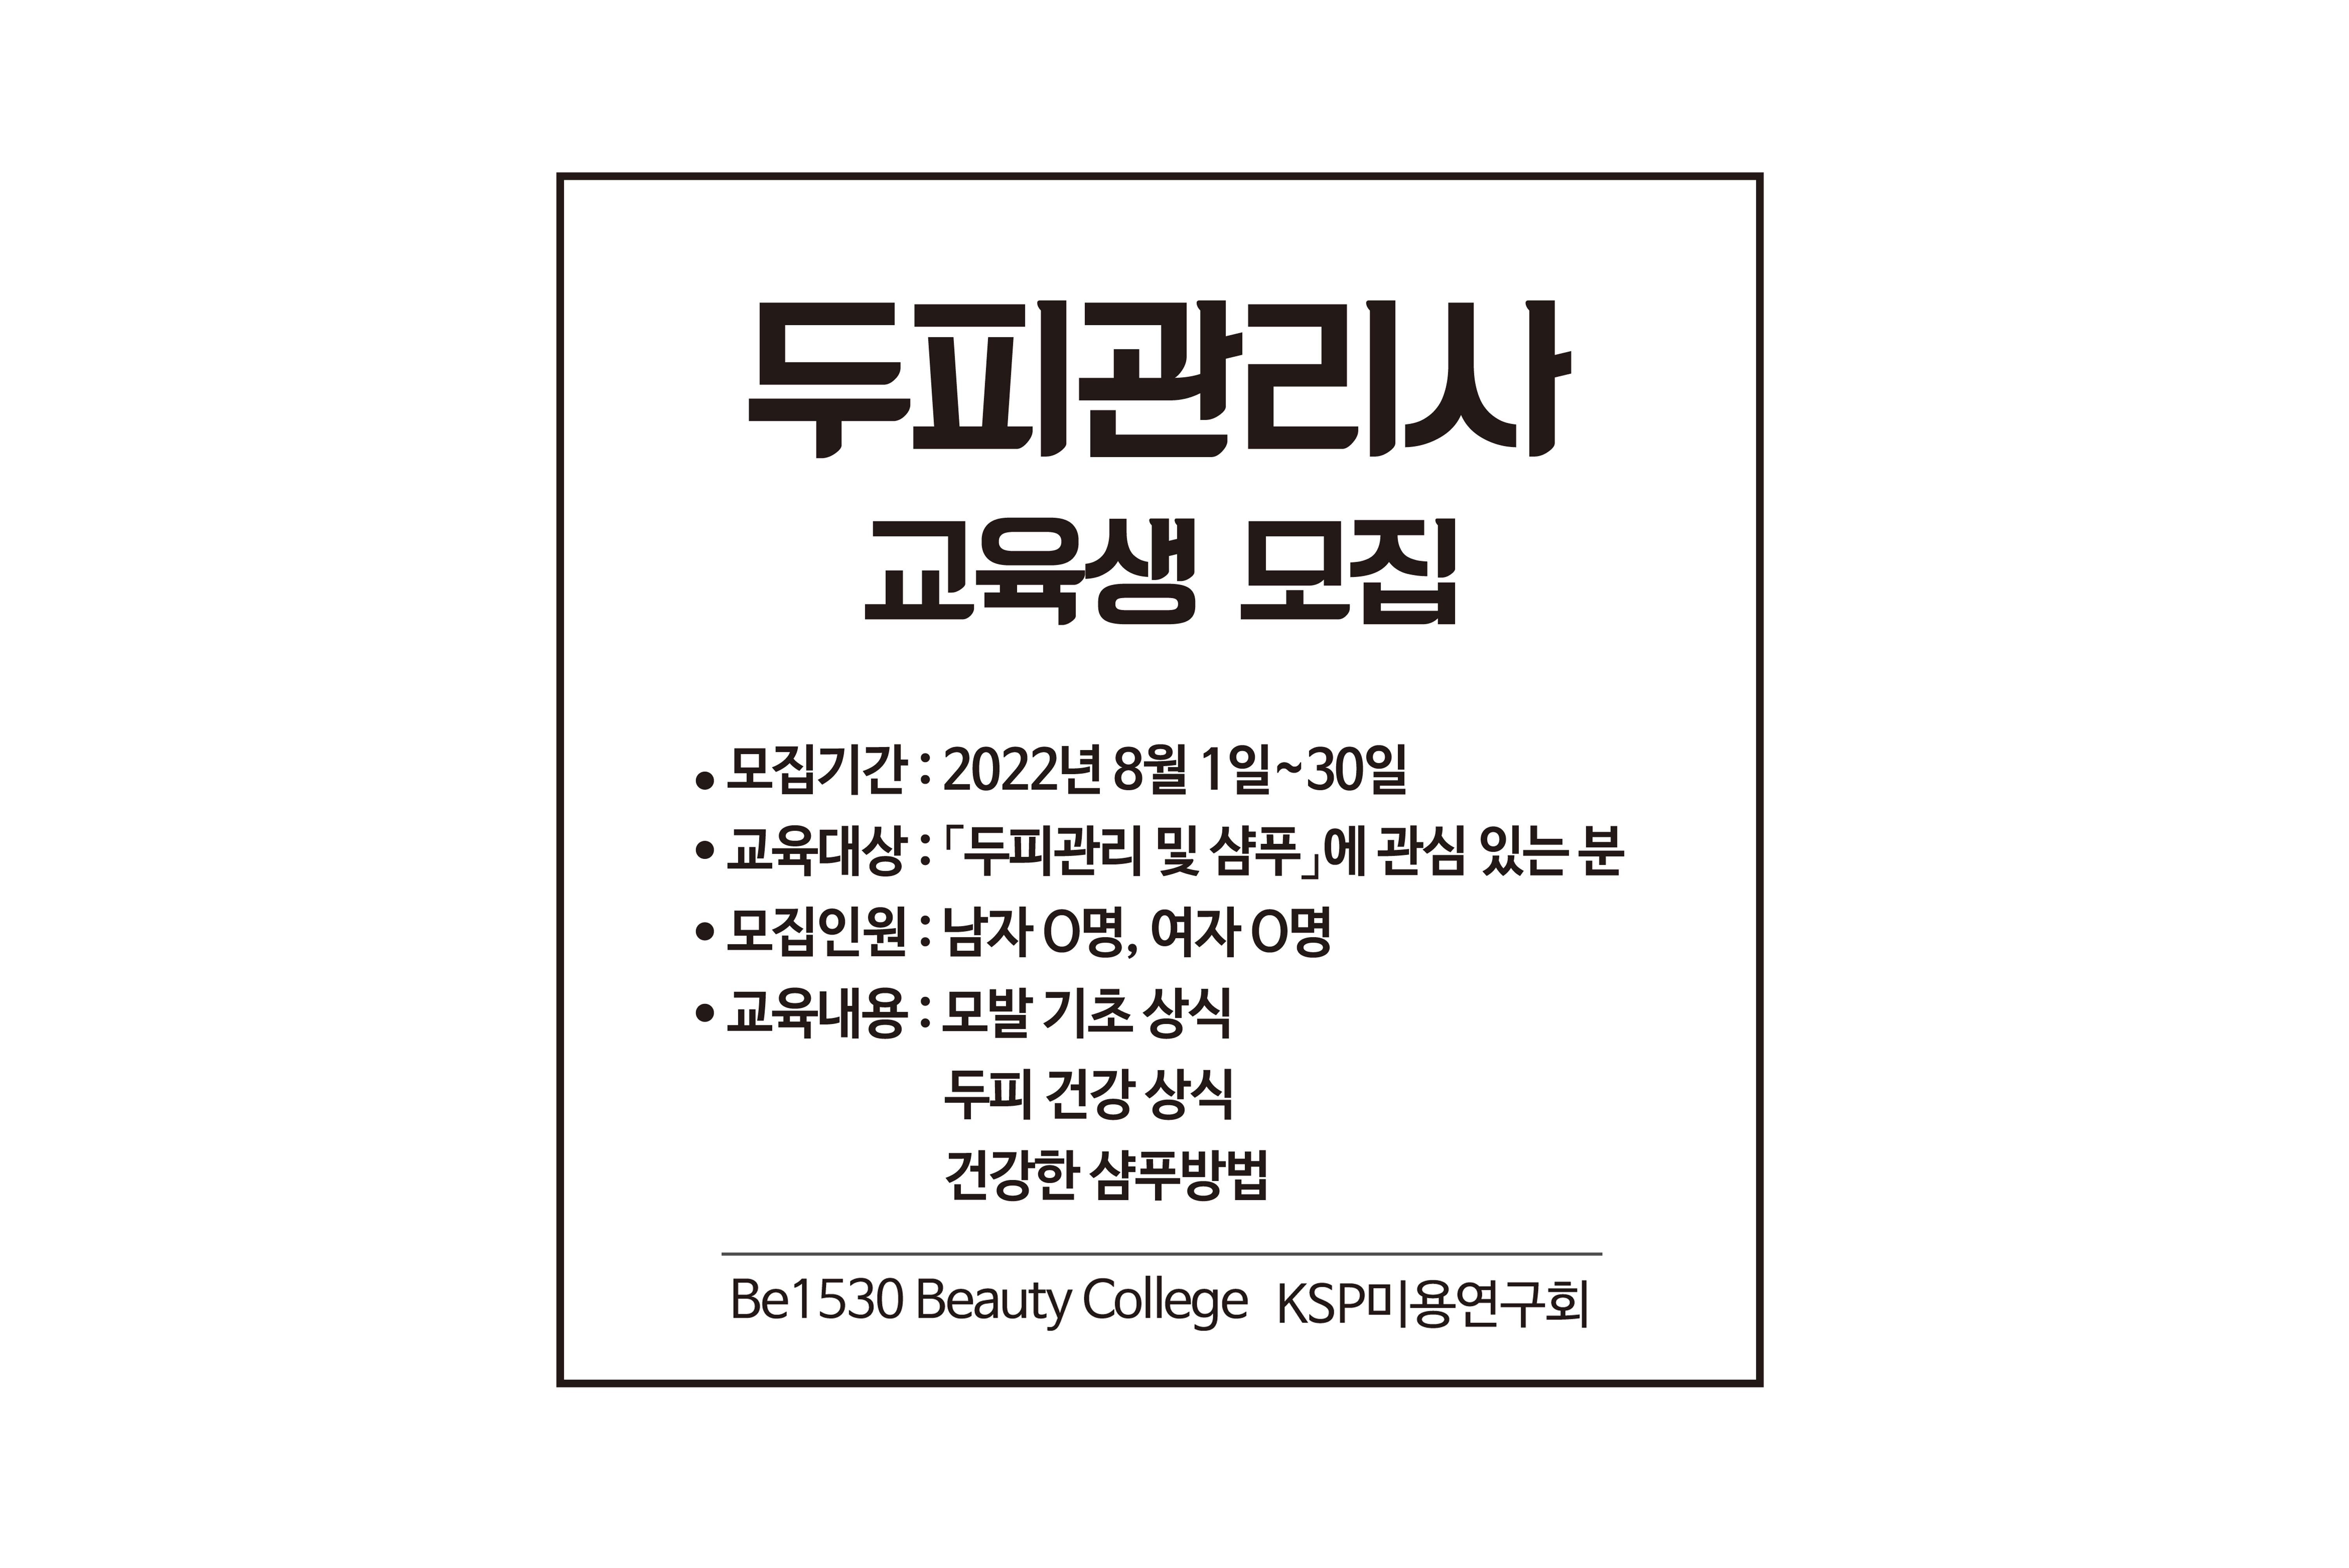 두피관리사
교육생 모집
• 모집기간 : 2022년 8월 1일~30일
• 교육대상 : 「두피관리 및 샴푸」에 관심 있는 분
• 모집인원 : 남자 O명, 여자 O명
• 교육내용 : 모발 기초 상식
두피 건강 상식
건강한 샴푸방법
Be1530 Beauty College KSP미용연구회